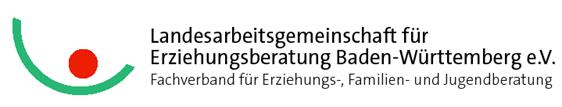 Landesarbeitsgemeinschaft für
Erziehungsberatung Baden-Württemberg e.V.
Fachverband für Erziehungs-, Familien- und Jugendberatung